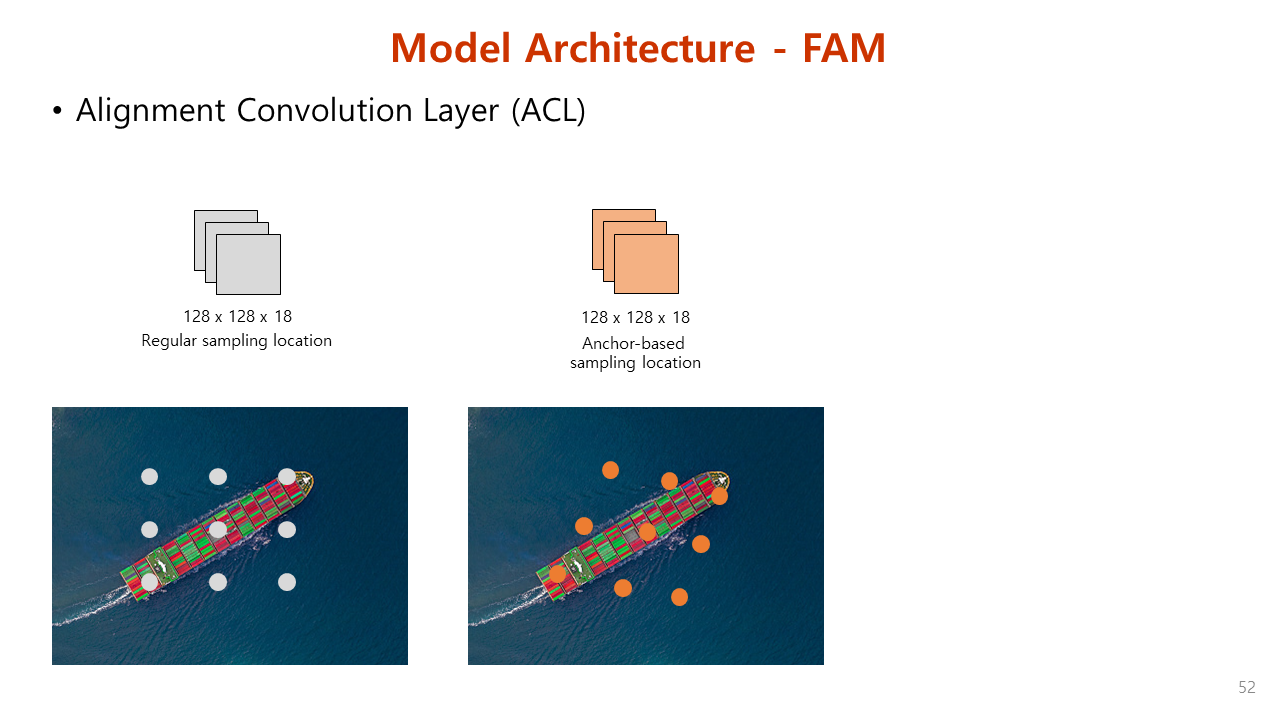 Model Architecture - FAM
• Alignment Convolution Layer (ACL)
128 x 128 x 18
Regular sampling location
128 x 128 x 18
Anchor-based
sampling location
52